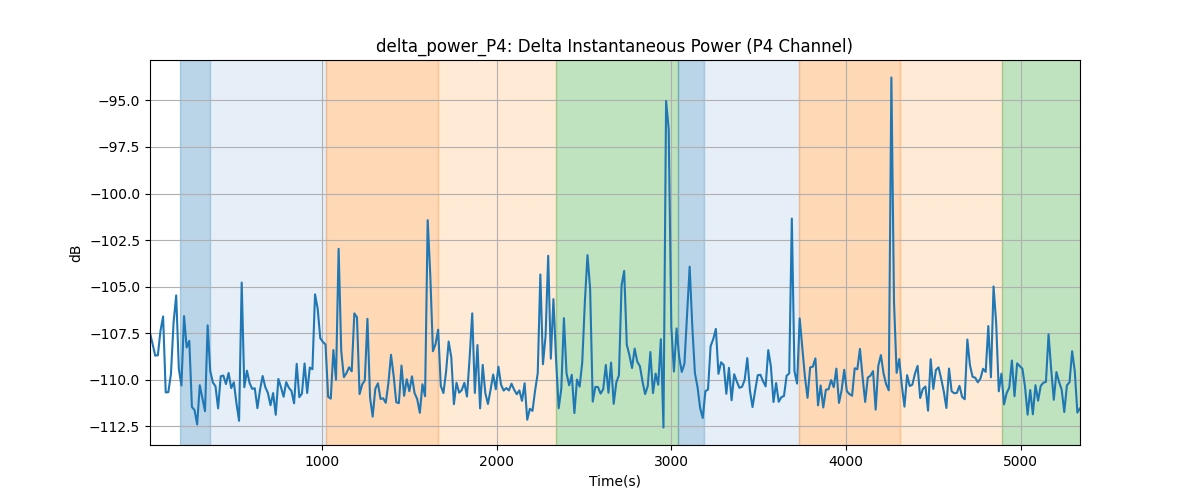 delta_power_P4: Delta Instantaneous Power (P4 Channel)
−95.0
−97.5
−100.0
−102.5
−105.0
−107.5
−110.0
−112.5
dB
1000 2000 3000 4000 5000
Time(s)